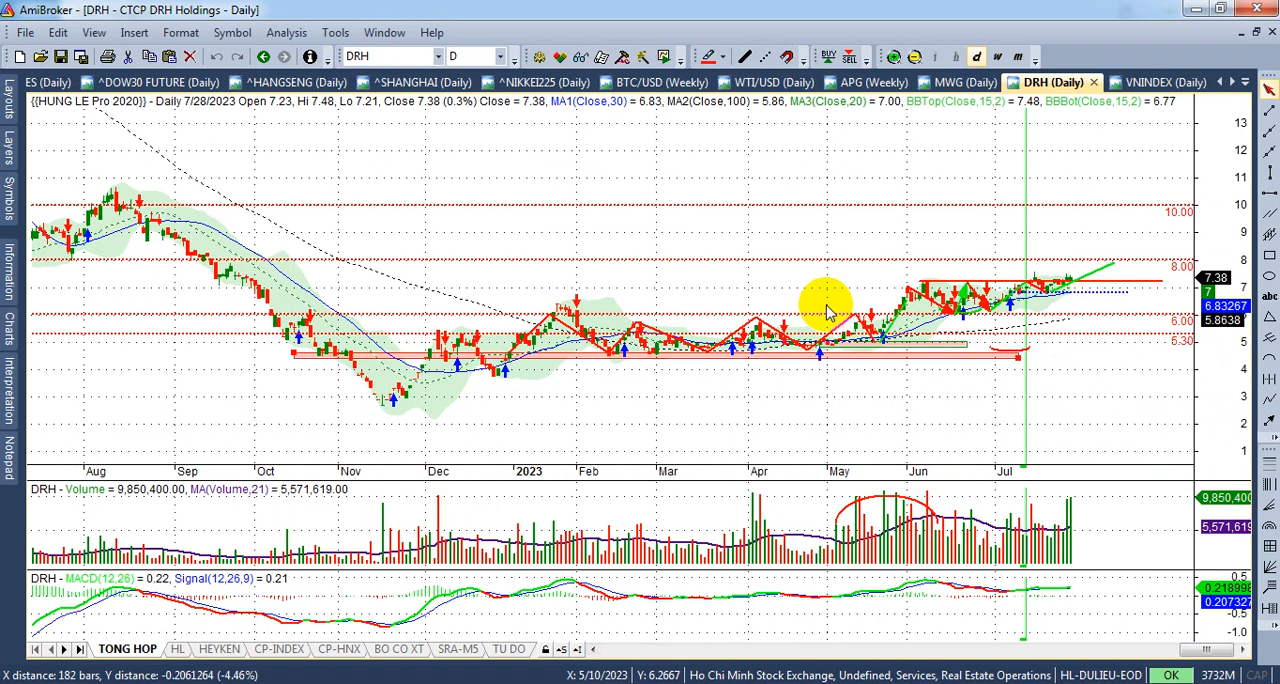 AmiBroker - [DRH - CTCP DRH Holdings - Daily]
File Edit View Insert Format Symbol Analysis Tools Window Help
DRH D
i h d w m
ES (Daily) ^DOW30 FUTURE (Daily) ^HANGSENG (Daily) ^SHANGHAI (Daily) ^NIKKEI225 (Daily) BTC/USD (Weekly) WTI/USD (Daily) APG (Weekly) MWG (Daily) DRH (Daily) VNINDEX (Daily)
{{HUNG LE Pro 2020}} - Daily 7/28/2023 Open 7.23, Hi 7.48, Lo 7.21, Close 7.38 (0.3%) Close = 7.38, MA1(Close,30) = 6.83, MA2(Close,100) = 5.86, MA3(Close,20) = 7.00, BBTop(Close,15,2) = 7.48, BBBot(Close,15,2) = 6.77
Layouts
Layers
Symbols
Information
Charts
Interpretation
Notepad
abc
13
12
11
10
10.00
9
8
8.00
7.38
7
7
6.83267
5.8638
6
6.00
5.30
5
4
3
2
1
Aug Sep Oct Nov Dec 2023 Feb Mar Apr May Jun Jul
DRH - Volume = 9,850,400.00, MA(Volume,21) = 5,571,619.00
9,850,400
5,571,619
DRH - MACD(12,26) = 0.22, Signal(12,26,9) = 0.21
0.5
0.218998
0.207327
-0.5
-1.0
TONG HOP HL HEYKEN CP-INDEX CP-HNX BO CO XT SRA-M5 TU DO
X distance: 182 bars, Y distance: -0.2061264 (-4.46%) X: 5/10/2023 Y: 6.2667 Ho Chi Minh Stock Exchange, Undefined, Services, Real Estate Operations HL-DULIEU-EOD OK 3732M CAP